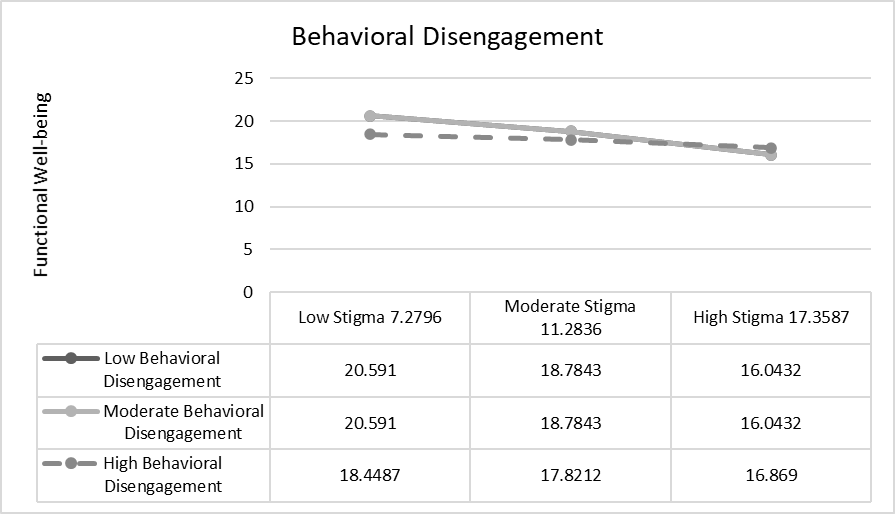 Behavioral Disengagement
Functional Well-being
25
20
15
10
5
0
Low Stigma 7.2796
Moderate Stigma
11.2836
High Stigma 17.3587
Low Behavioral
Disengagement
20.591
18.7843
16.0432
Moderate Behavioral
Disengagement
20.591
18.7843
16.0432
High Behavioral
Disengagement
18.4487
17.8212
16.869